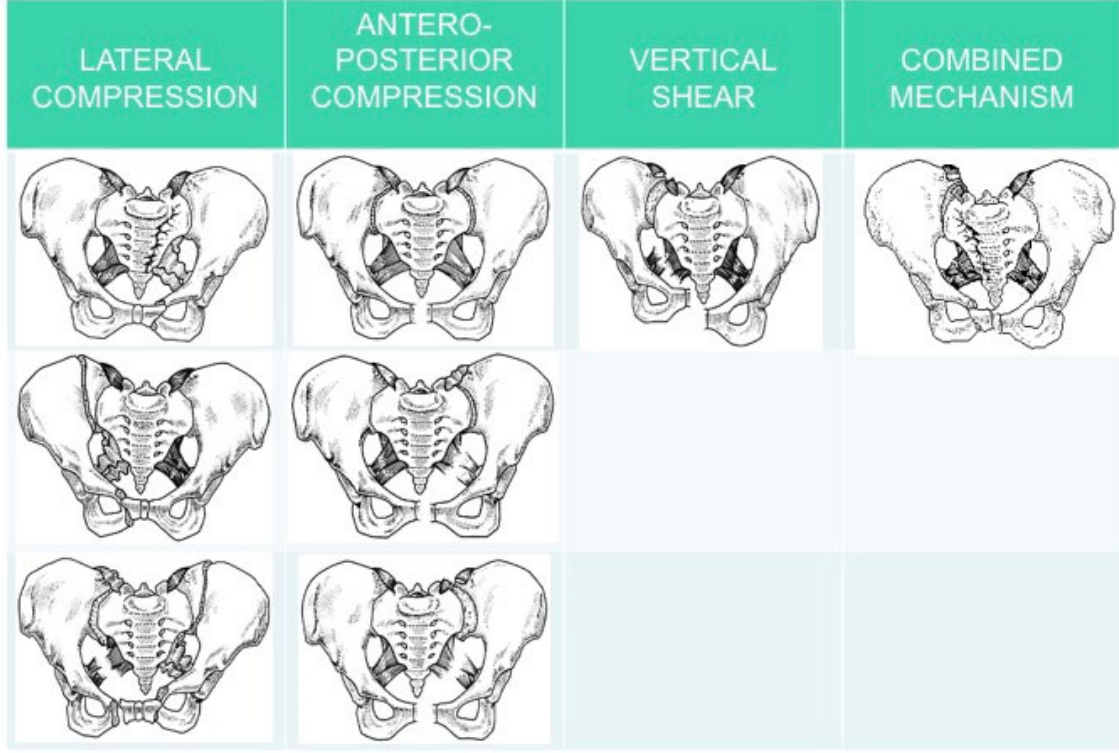 LATERAL
COMPRESSION
ANTERO-
POSTERIOR
COMPRESSION
VERTICAL
SHEAR
COMBINED
MECHANISM